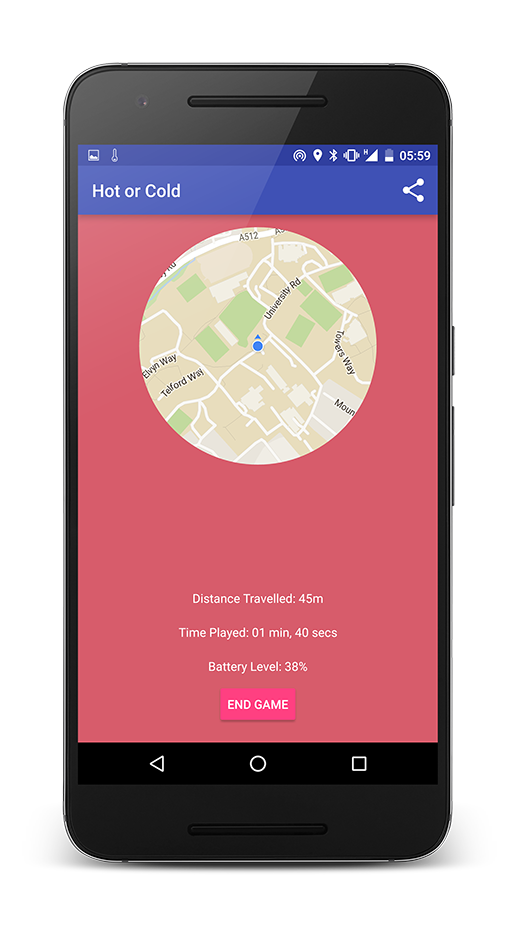 H
05:59
Hot or Cold
A512
University Rd
Towers Way
Elvyn Way
Telford Way
Moun
Distance Travelled: 45m
Time Played: 01 min, 40 secs
Battery Level: 38%
END GAME